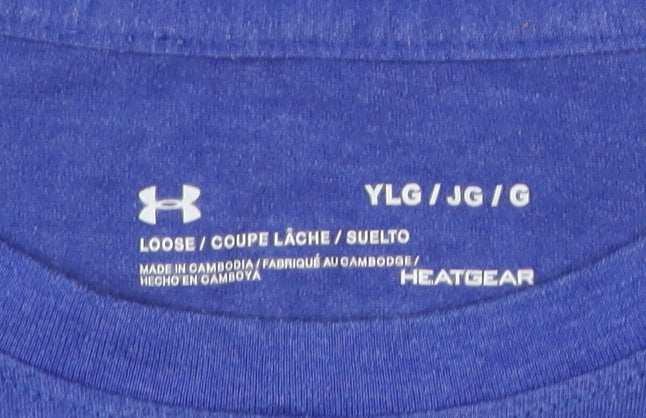 YLG / JG / G
LOOSE / COUPE LÂCHE / SUELTO
MADE IN CAMBODIA / FABRIQUÉ AU CAMBODGE /
HECHO EN CAMBOYA
HEATGEAR